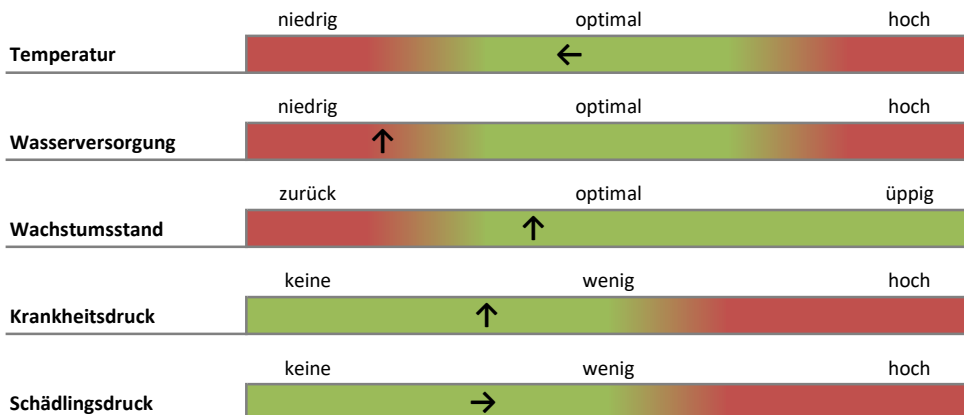 niedrig optimal hoch
Temperatur
niedrig optimal hoch
Wasserversorgung
zurück optimal üppig
Wachstumsstand
keine wenig hoch
Krankheitsdruck
keine wenig hoch
Schädlingsdruck